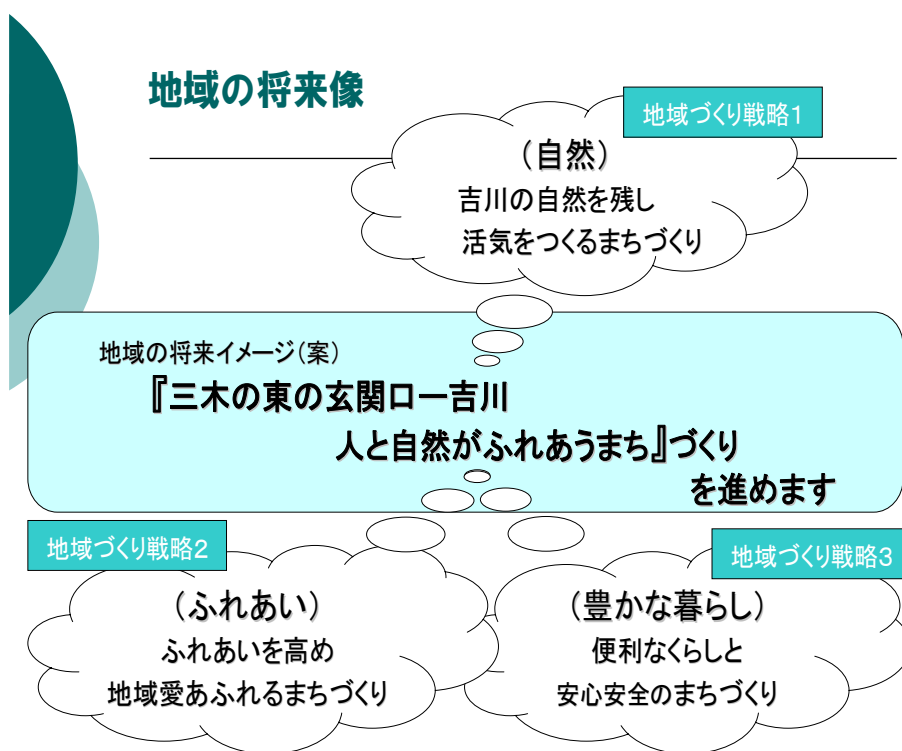 地域の将来像
地域づくり戦略1
（自然）
吉川の自然を残し
活気をつくるまちづくり
地域の将来イメージ（案）
『三木の東の玄関口ー吉川
人と自然がふれあうまち』づくり
を進めます
地域づくり戦略2
（ふれあい）
ふれあいを高め
地域愛あふれるまちづくり
地域づくり戦略3
（豊かな暮らし）
便利なくらしと
安心安全のまちづくり